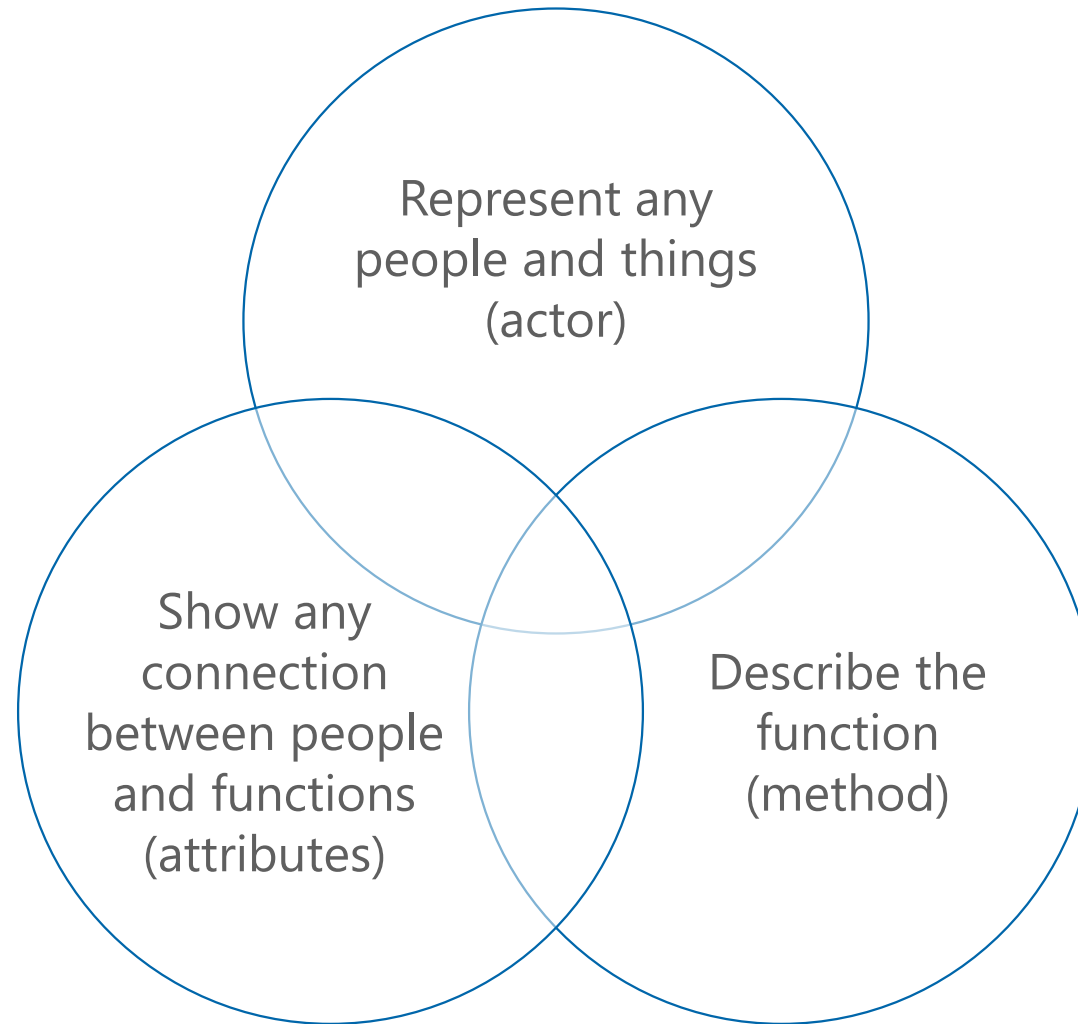 Represent any
people and things
(actor)
Show any
connection
between people
and functions
(attributes)
Describe the
function
(method)